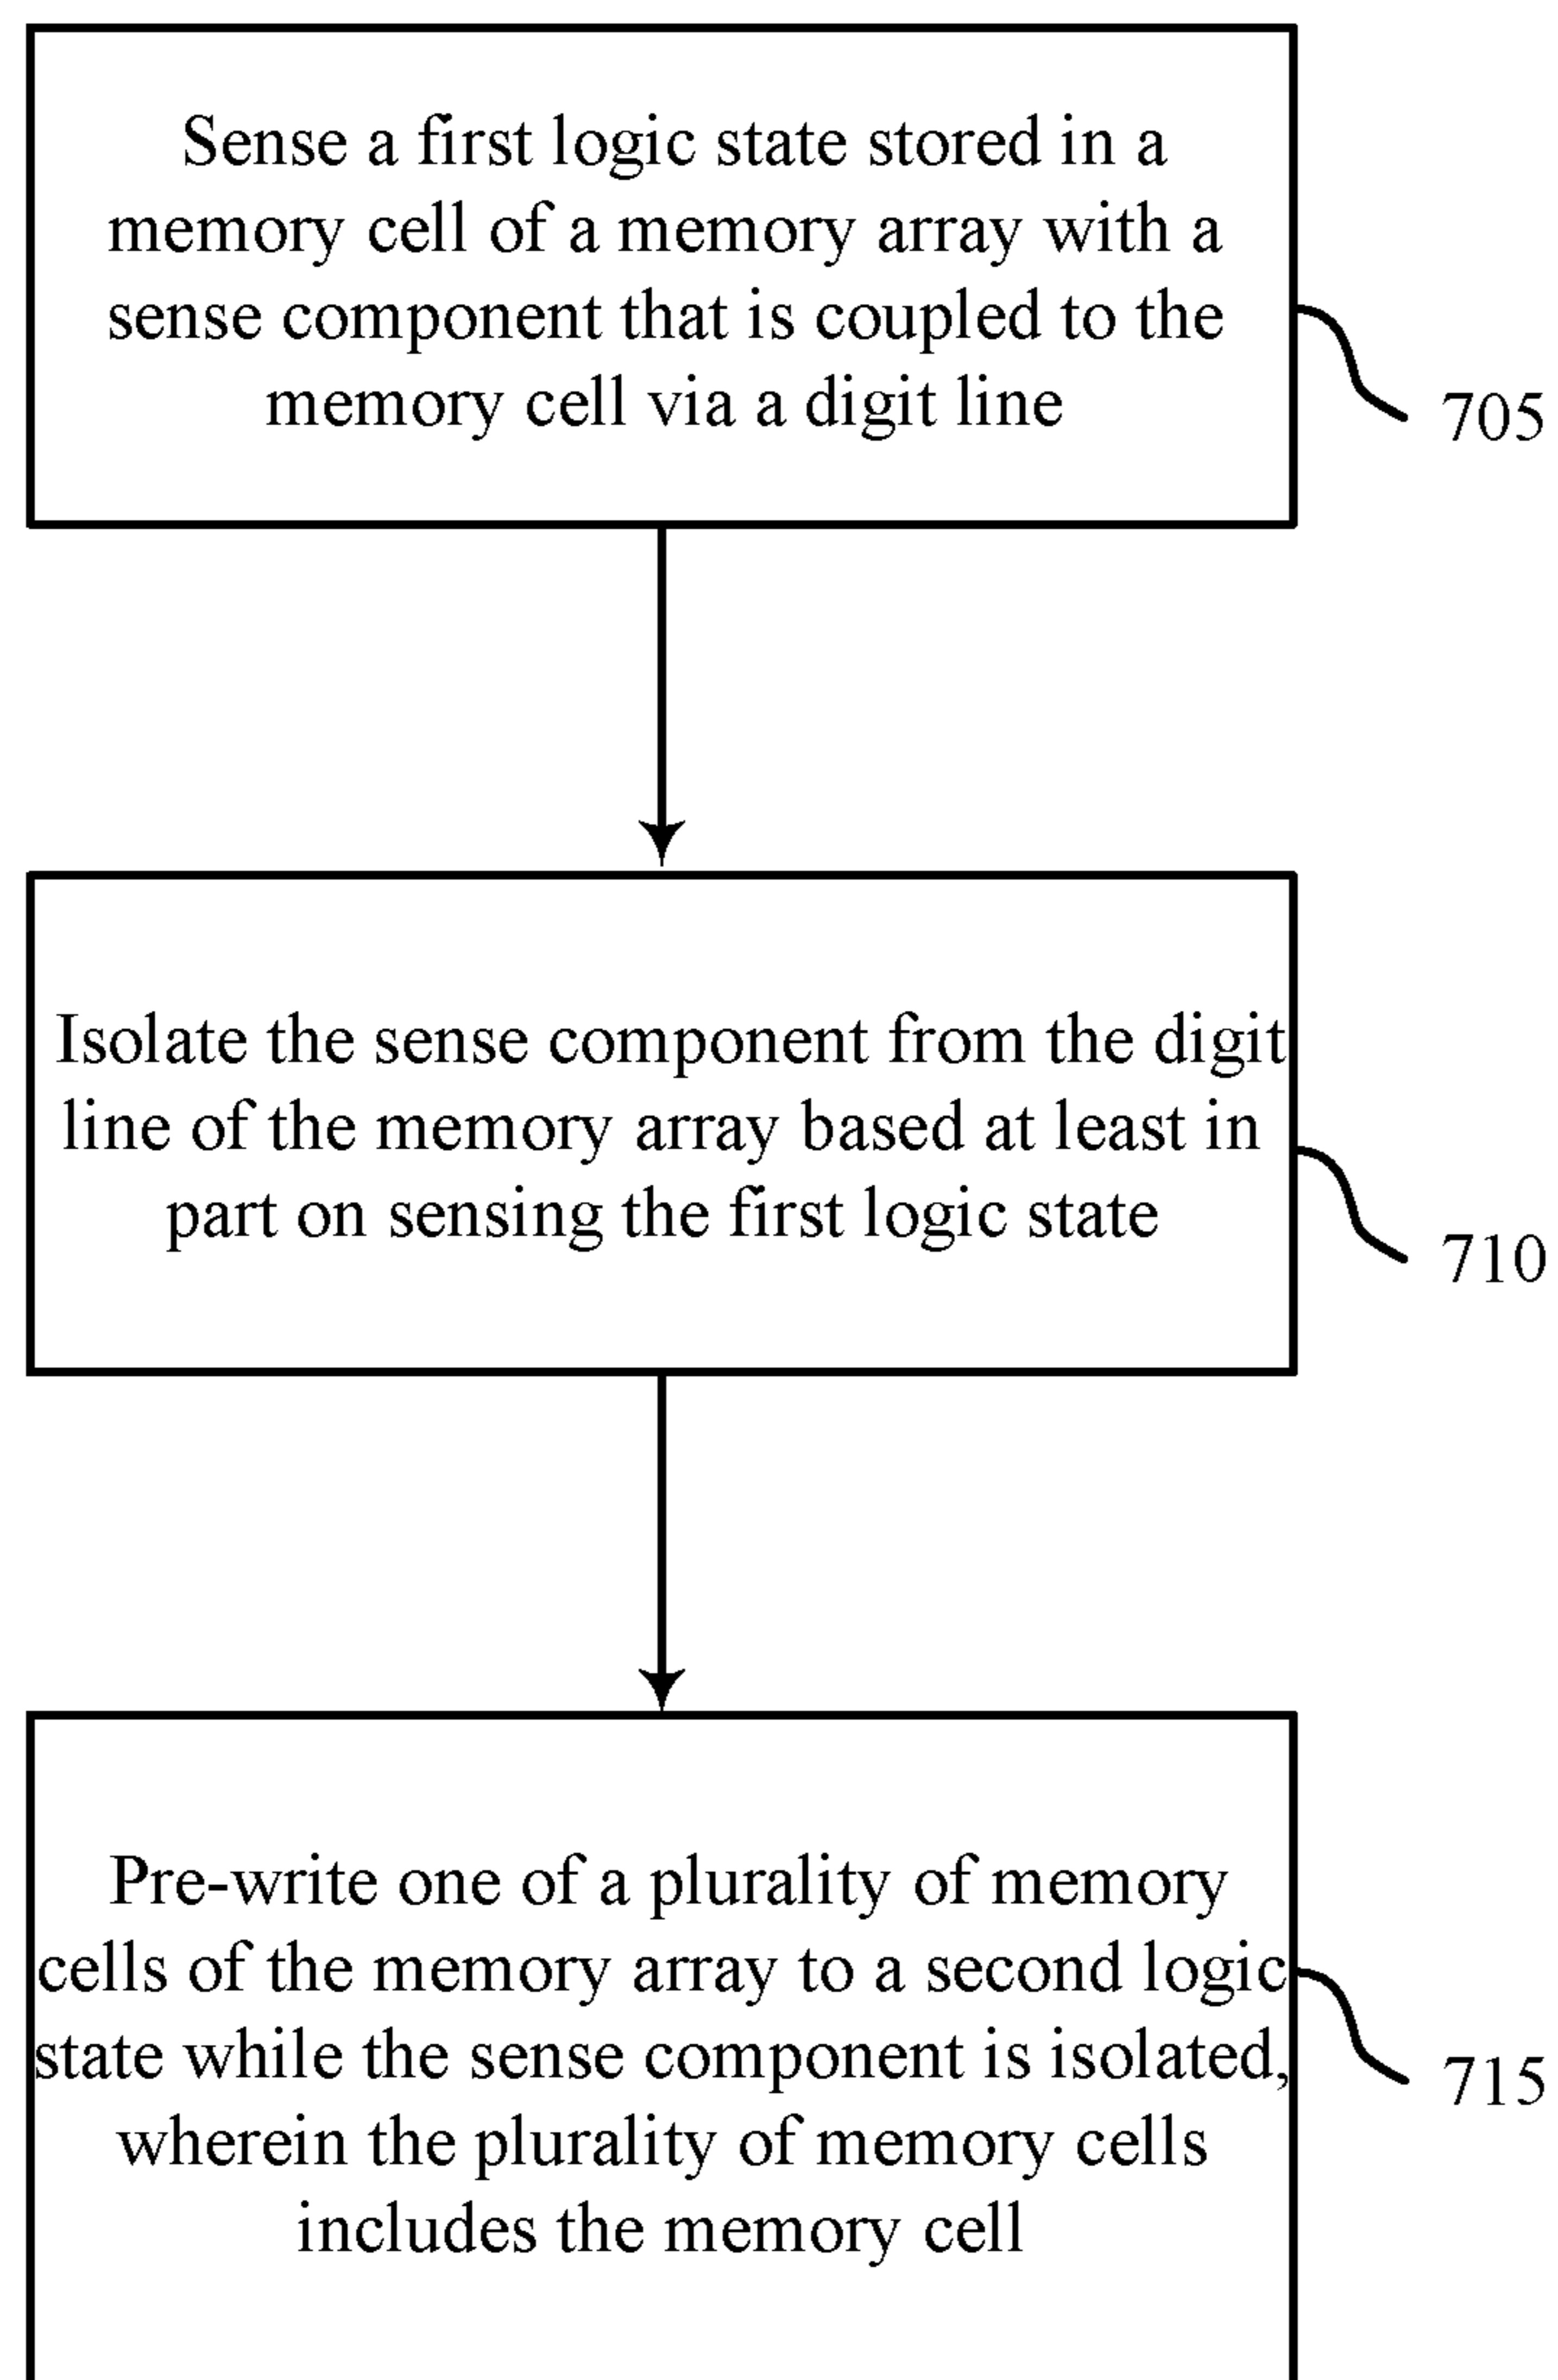 Sense a first logic state stored in a
memory cell of a memory array with a
sense component that is coupled to the
memory cell via a digit line
705
Isolate the sense component from the digit
line of the memory array based at least in
part on sensing the first logic state
710
Pre-write one of a plurality of memory
cells of the memory array to a second logic
state while the sense component is isolated,
wherein the plurality of memory cells
includes the memory cell
715